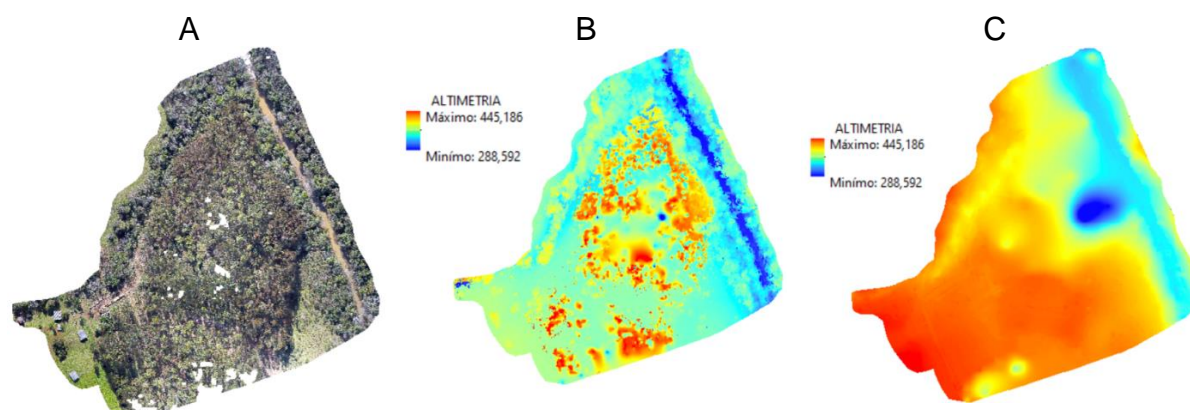 A
B
C
ALTIMETRIA
Máximo: 445,186
Minímo: 288,592
ALTIMETRIA
Máximo: 445,186
Minímo: 288,592